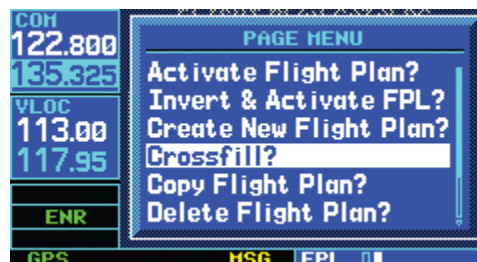 COM
122.800
135.325
VLOC
113.00
117.95
ENR
GPS
PAGE MENU
Activate Flight Plan?
Invert & Activate FPL?
Create New Flight Plan?
Crossfill?
Copy Flight Plan?
Delete Flight Plan?
MSG
FPL